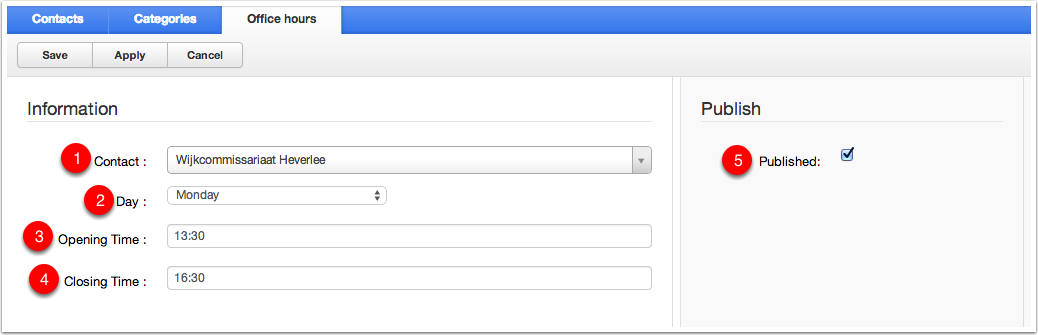 Contacts Categories Office hours
Save Apply Cancel
Information
1 Contact : Wijkcommissariaat Heverlee
2 Day : Monday
3 Opening Time : 13:30
4 Closing Time : 16:30
Publish
5 Published: